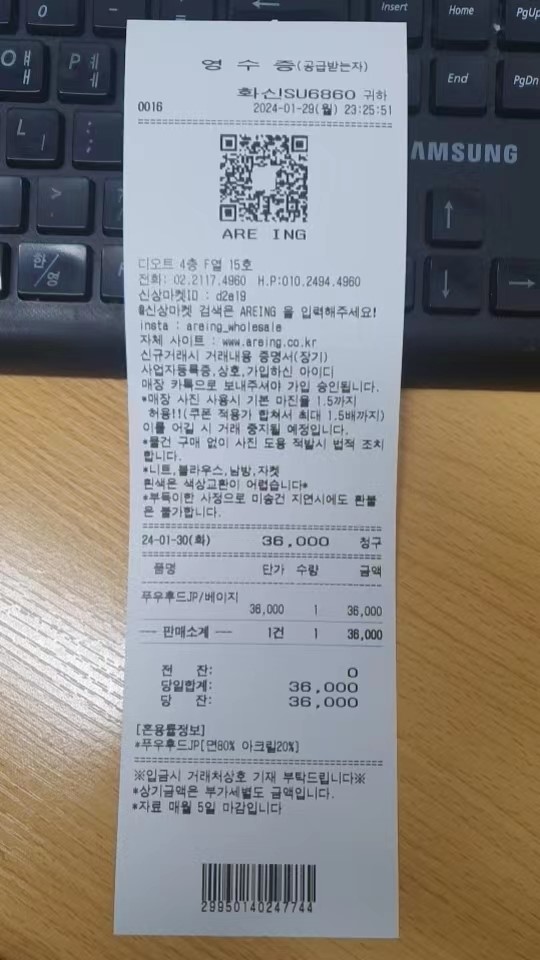 Insert
Home
PgUp
End
PgDn
SAMSUNG
한/영
영 수 증(공급받는자)
화신SU6860 귀하
0016
2024-01-29(월) 23:25:51
ARE ING
디오트 4층 F열 15호
전화: 02.2117.4960 H.P:010.2494.4960
신상마켓ID : d2a19
신상마켓 검색은 AREING 을 입력해주세요!
insta : areing_wholesale
자체 사이트 : www.areing.co.kr
신규거래시 거래내용 증명서(장기)
사업자등록증,상호,가입하신 아이디
매장 카톡으로 보내주셔야 가입 승인됩니다.
*매장 사진 사용시 기본 마진율 1.5까지
허용!!(쿠폰 적용가 합쳐서 최대 1.5배까지)
이를 어길 시 거래 중지될 예정입니다.
*물건 구매 없이 사진 도용 적발시 법적 조치
합니다.
*니트,블라우스,남방,자켓
흰색은 색상교환이 어렵습니다*
*부득이한 사정으로 미송건 지연시에도 환불
은 불가합니다.
24-01-30(화) 36,000 청구
품명 단가 수량 금액
푸우후드JP/베이지
36,000 1 36,000
--- 판매소계 --- 1건 1 36,000
전 잔: 0
당일합계: 36,000
당 잔: 36,000
[혼용률정보]
*푸우후드JP[면80% 아크릴20%]
※입금시 거래처상호 기재 부탁드립니다※
*상기금액은 부가세별도 금액입니다.
*자료 매월 5일 마감입니다
29950140247744